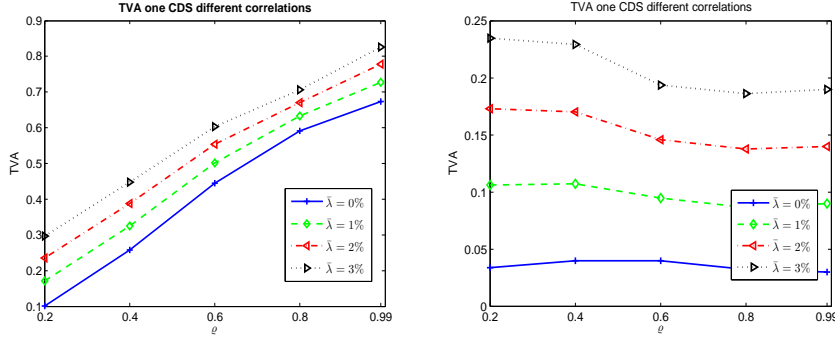 TVA one CDS different correlations
0.9
0.8
0.7
0.6
0.5
0.4
0.3
0.2
0.1
TVA
0.2 0.4 0.6 0.8 0.99
ϱ
λ̄ = 0%
λ̄ = 1%
λ̄ = 2%
λ̄ = 3%
TVA one CDS different correlations
0.25
0.2
0.15
0.1
0.05
0
TVA
0.2 0.4 0.6 0.8 0.99
ϱ
λ̄ = 0%
λ̄ = 1%
λ̄ = 2%
λ̄ = 3%